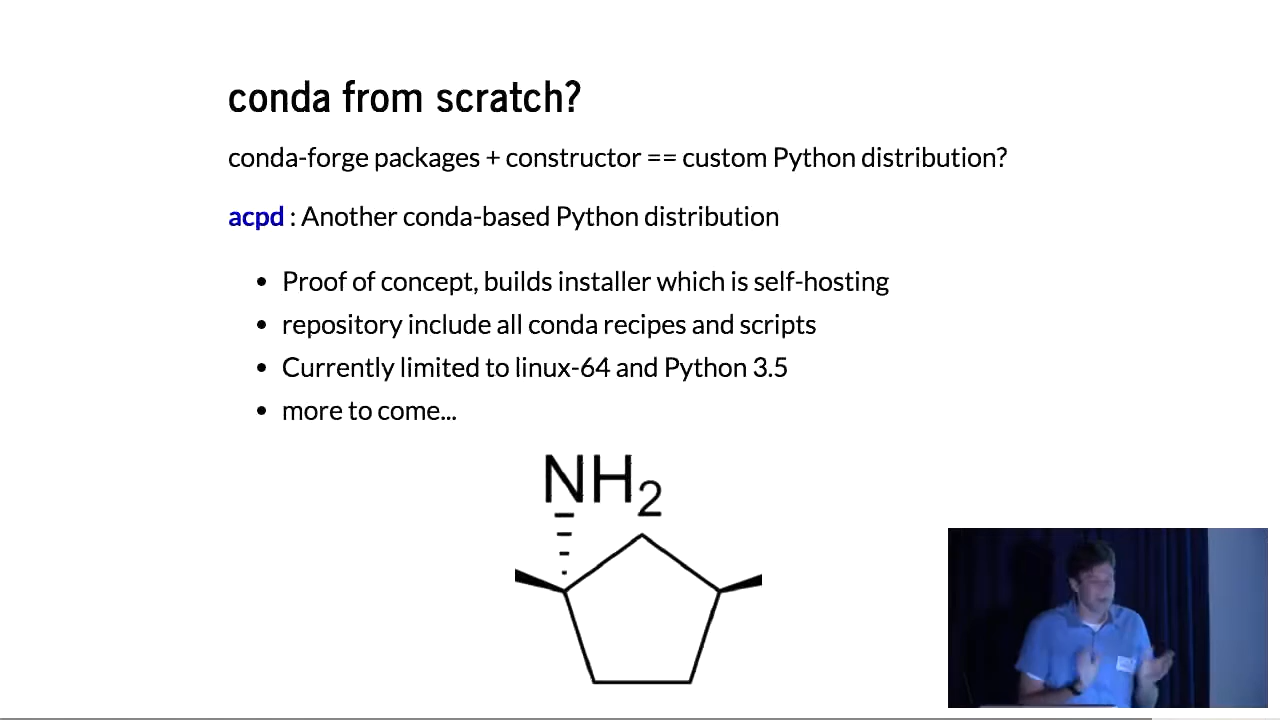 conda from scratch?
conda-forge packages + constructor == custom Python distribution?
acpd : Another conda-based Python distribution
• Proof of concept, builds installer which is self-hosting
• repository include all conda recipes and scripts
• Currently limited to linux-64 and Python 3.5
• more to come...
NH2